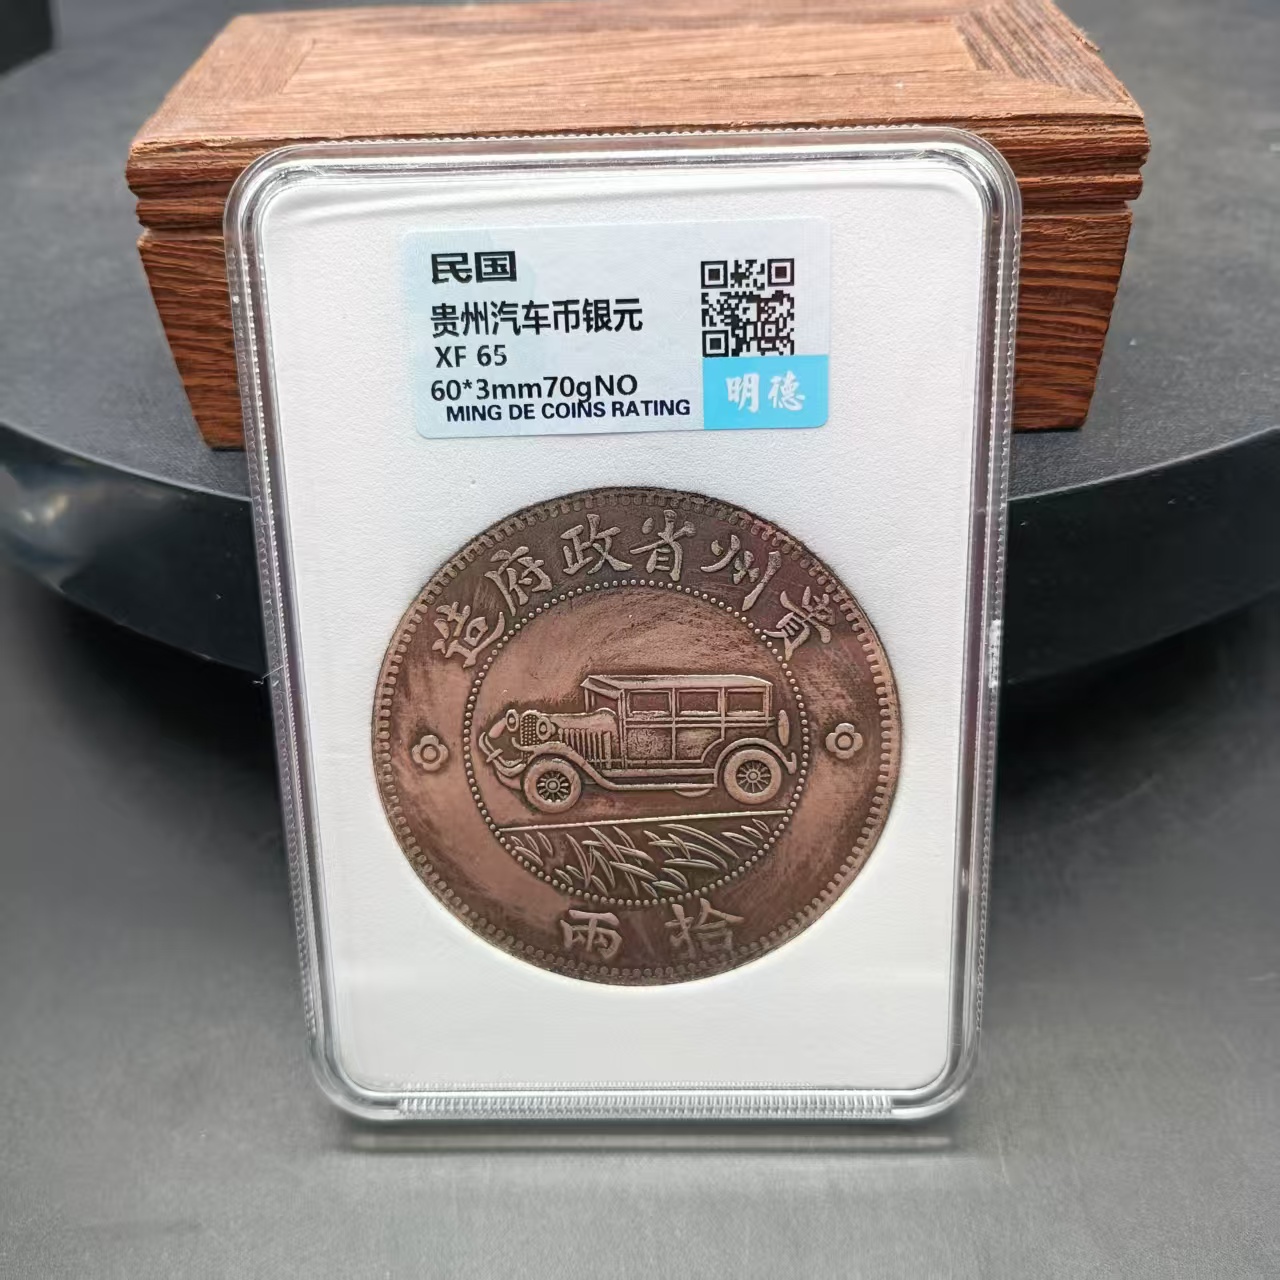 民国
贵州汽车币银元
XF 65
60*3mm70gNO
MING DE COINS RATING
明德
造府政省州貴
兩拾